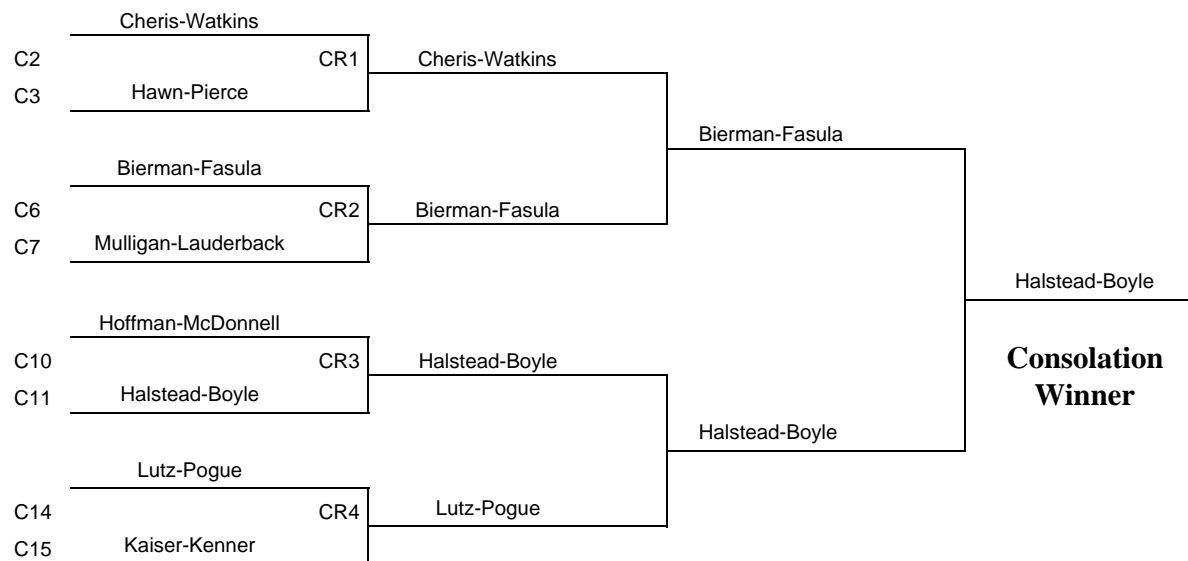 Cheris-Watkins
C2 CR1 Cheris-Watkins
C3 Hawn-Pierce
Bierman-Fasula
Bierman-Fasula
C6 CR2 Bierman-Fasula
C7 Mulligan-Lauderback
Halstead-Boyle
Hoffman-McDonnell
C10 CR3 Halstead-Boyle
Consolation
C11 Halstead-Boyle
Winner
Halstead-Boyle
Lutz-Pogue
C14 CR4 Lutz-Pogue
C15 Kaiser-Kenner